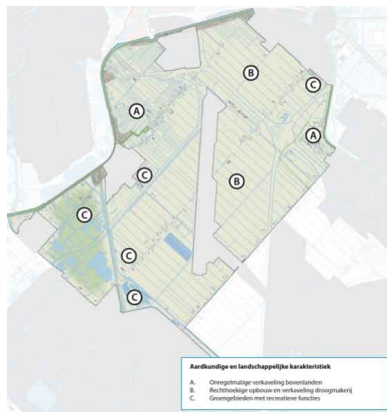 B
C
A
A
C
B
C
C
C
Aardkundige en landschappelijke karakteristiek
A. Onregelmatige verkaveling bovenlanden
B. Rechthoekige opbouw en verkaveling droogmakerij
C. Groengebieden met recreatieve functies